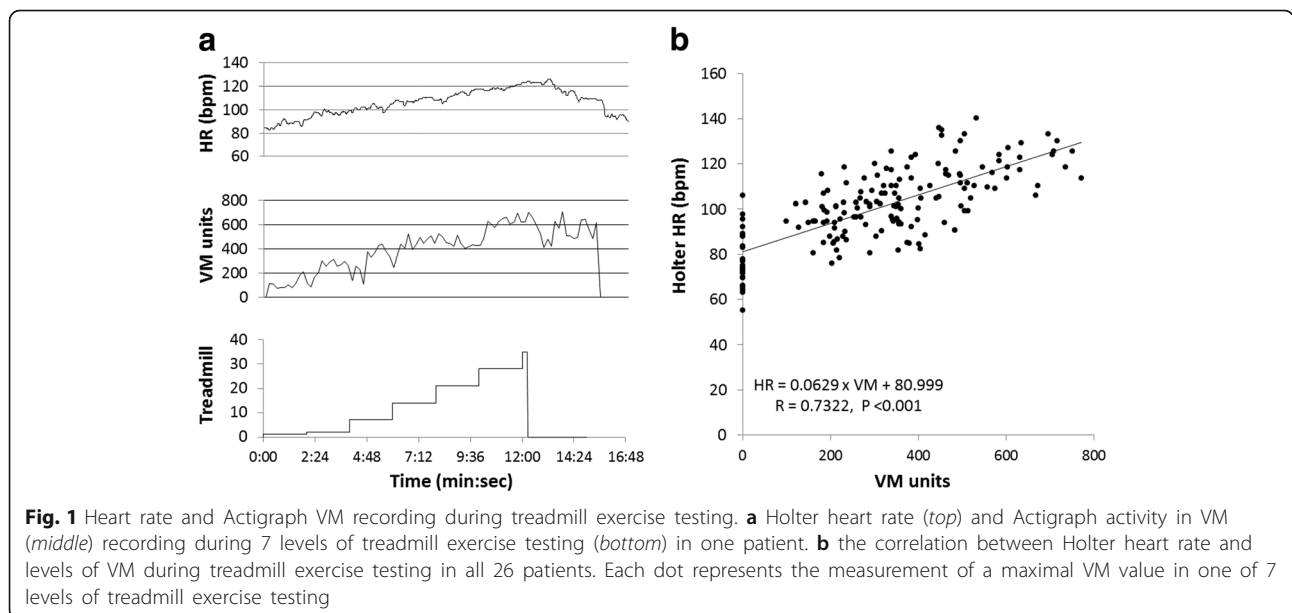 a
140
120
100
80
60
HR (bpm)
800
600
400
200
0
VM units
40
30
20
10
0
Treadmill
0:00 2:24 4:48 7:12 9:36 12:00 14:24 16:48
Time (min:sec)
b
160
140
120
100
80
60
40
20
0
Holter HR (bpm)
HR = 0.0629 x VM + 80.999
R = 0.7322, P <0.001
0 200 400 600 800
VM units
Fig. 1 Heart rate and Actigraph VM recording during treadmill exercise testing. a Holter heart rate (top) and Actigraph activity in VM
(middle) recording during 7 levels of treadmill exercise testing (bottom) in one patient. b the correlation between Holter heart rate and
levels of VM during treadmill exercise testing in all 26 patients. Each dot represents the measurement of a maximal VM value in one of 7
levels of treadmill exercise testing